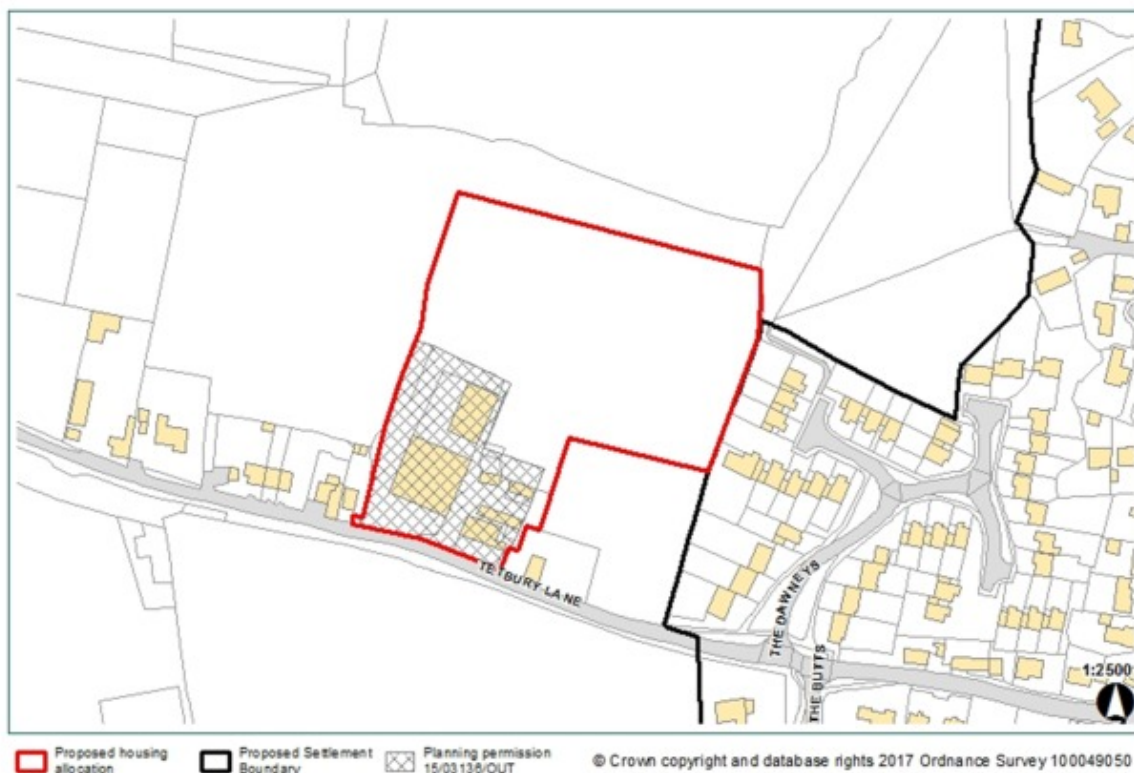 TETBURY LANE
THE DAWNEYS
THE BUTTS
1:2500
Proposed housing
allocation
Proposed Settlement
Boundary
Planning permission
15/03136/OUT
© Crown copyright and database rights 2017 Ordnance Survey 100049050